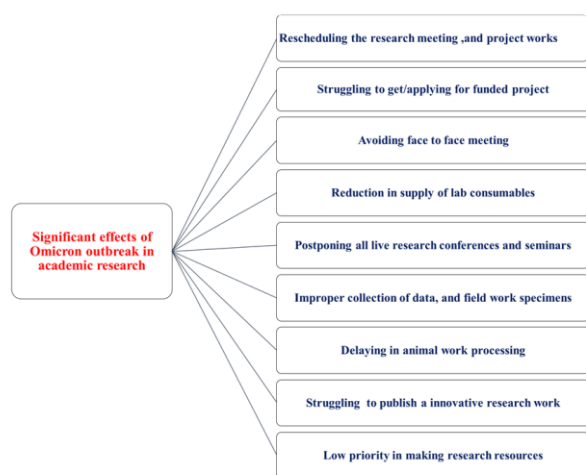 Rescheduling the research meeting ,and project works
Struggling to get/applying for funded project
Avoiding face to face meeting
Reduction in supply of lab consumables
Significant effects of
Omicron outbreak in
academic research
Postponing all live research conferences and seminars
Improper collection of data, and field work specimens
Delaying in animal work processing
Struggling to publish a innovative research work
Low priority in making research resources